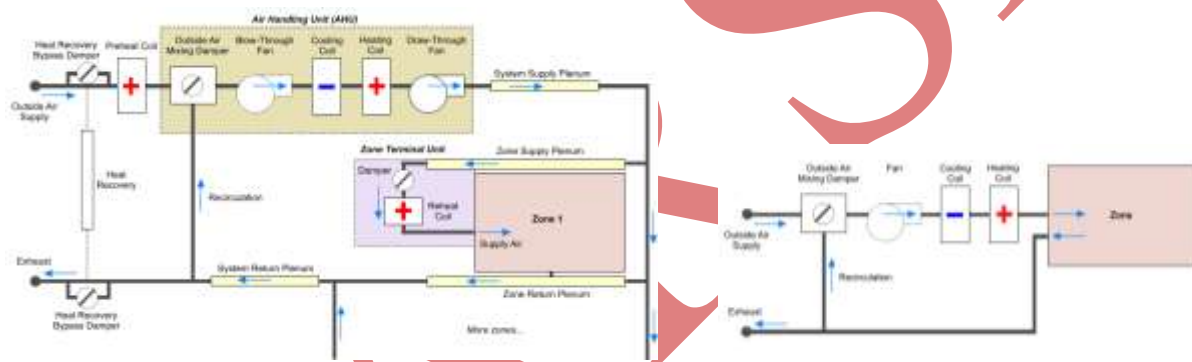 Air Handling Unit (AHU)
Heat Recovery
Bypass Damper
Preheat Coil
Outside Air
Mixing Damper
Blow-Through
Fan
Cooling
Coil
Heating
Coil
Draw-Through
Fan
System Supply Plenum
Outside Air
Supply
Heat
Recovery
Recirculation
Zone Terminal Unit
Damper
Zone Supply Plenum
Reheat
Coil
Zone 1
Supply Air
Exhaust
System Return Plenum
Zone Return Plenum
Heat Recovery
Bypass Damper
More zones...
Outside Air
Mixing Damper
Fan
Cooling
Coil
Heating
Coil
Zone
Outside Air
Supply
Recirculation
Exhaust